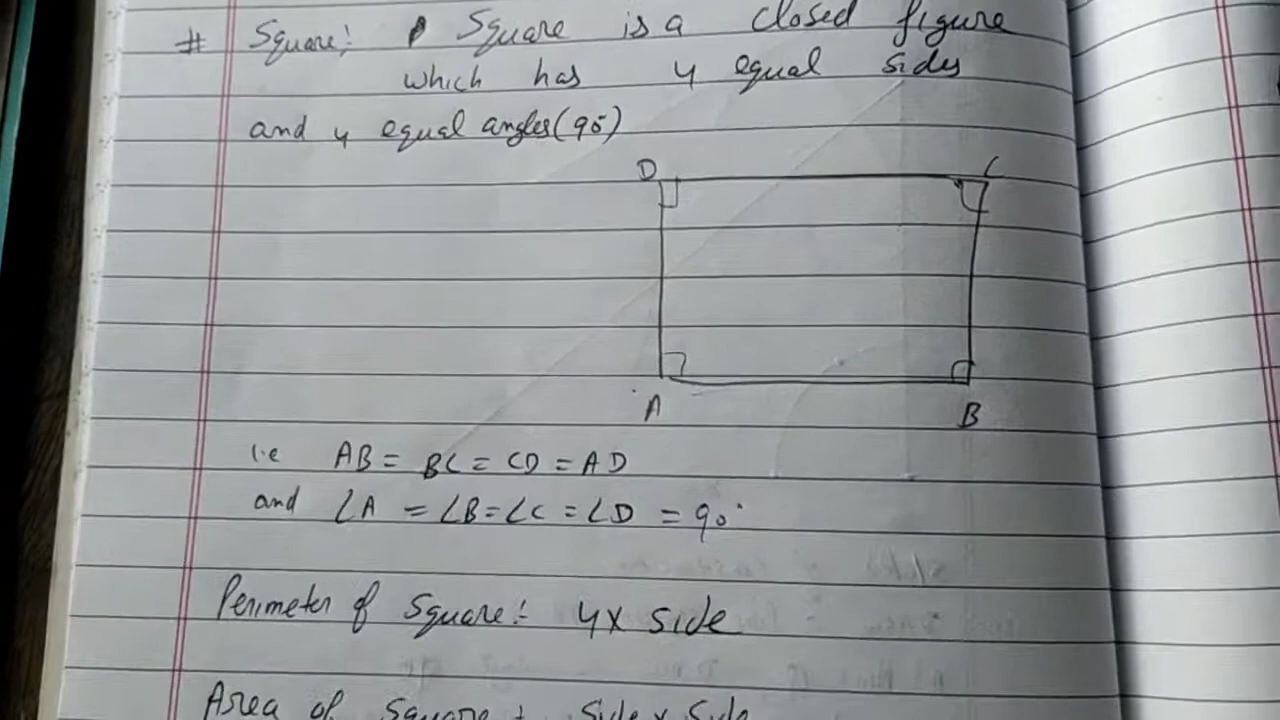 # Square:- Square is a closed figure
which has 4 equal sides
and 4 equal angles (90°)
D C
A B
i.e AB = BC = CD = AD
and ∠A = ∠B = ∠C = ∠D = 90°
Perimeter of Square:- 4 x side
Area of Square : side x side